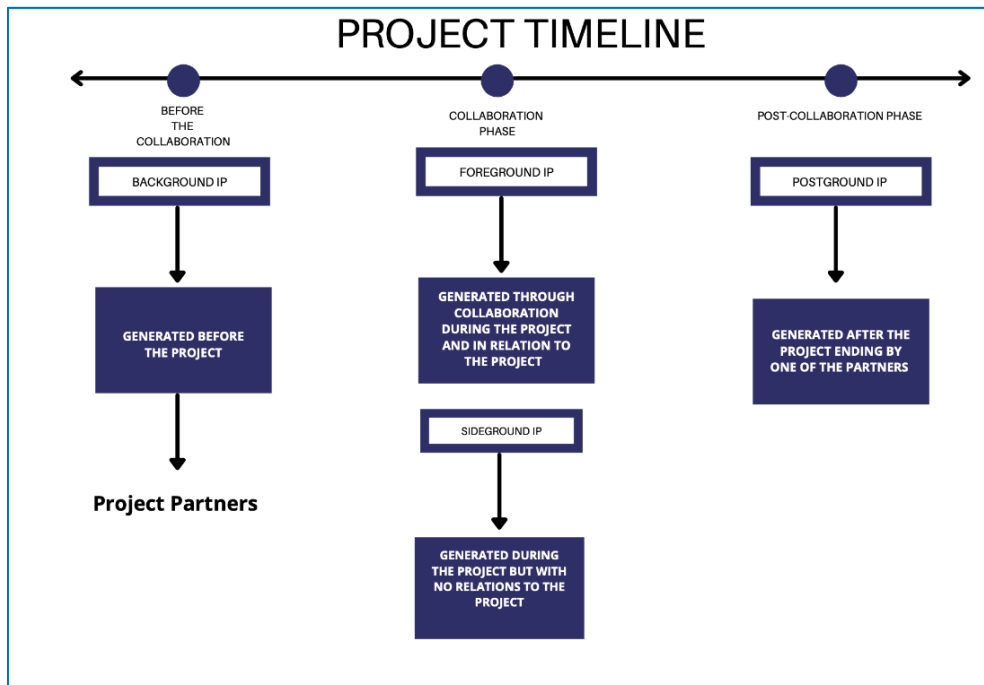 PROJECT TIMELINE
BEFORE
THE
COLLABORATION
BACKGROUND IP
GENERATED BEFORE
THE PROJECT
Project Partners
COLLABORATION
PHASE
FOREGROUND IP
GENERATED THROUGH
COLLABORATION
DURING THE PROJECT
AND IN RELATION TO
THE PROJECT
SIDEGROUND IP
GENERATED DURING
THE PROJECT BUT WITH
NO RELATIONS TO THE
PROJECT
POST-COLLABORATION PHASE
POSTGROUND IP
GENERATED AFTER THE
PROJECT ENDING BY
ONE OF THE PARTNERS